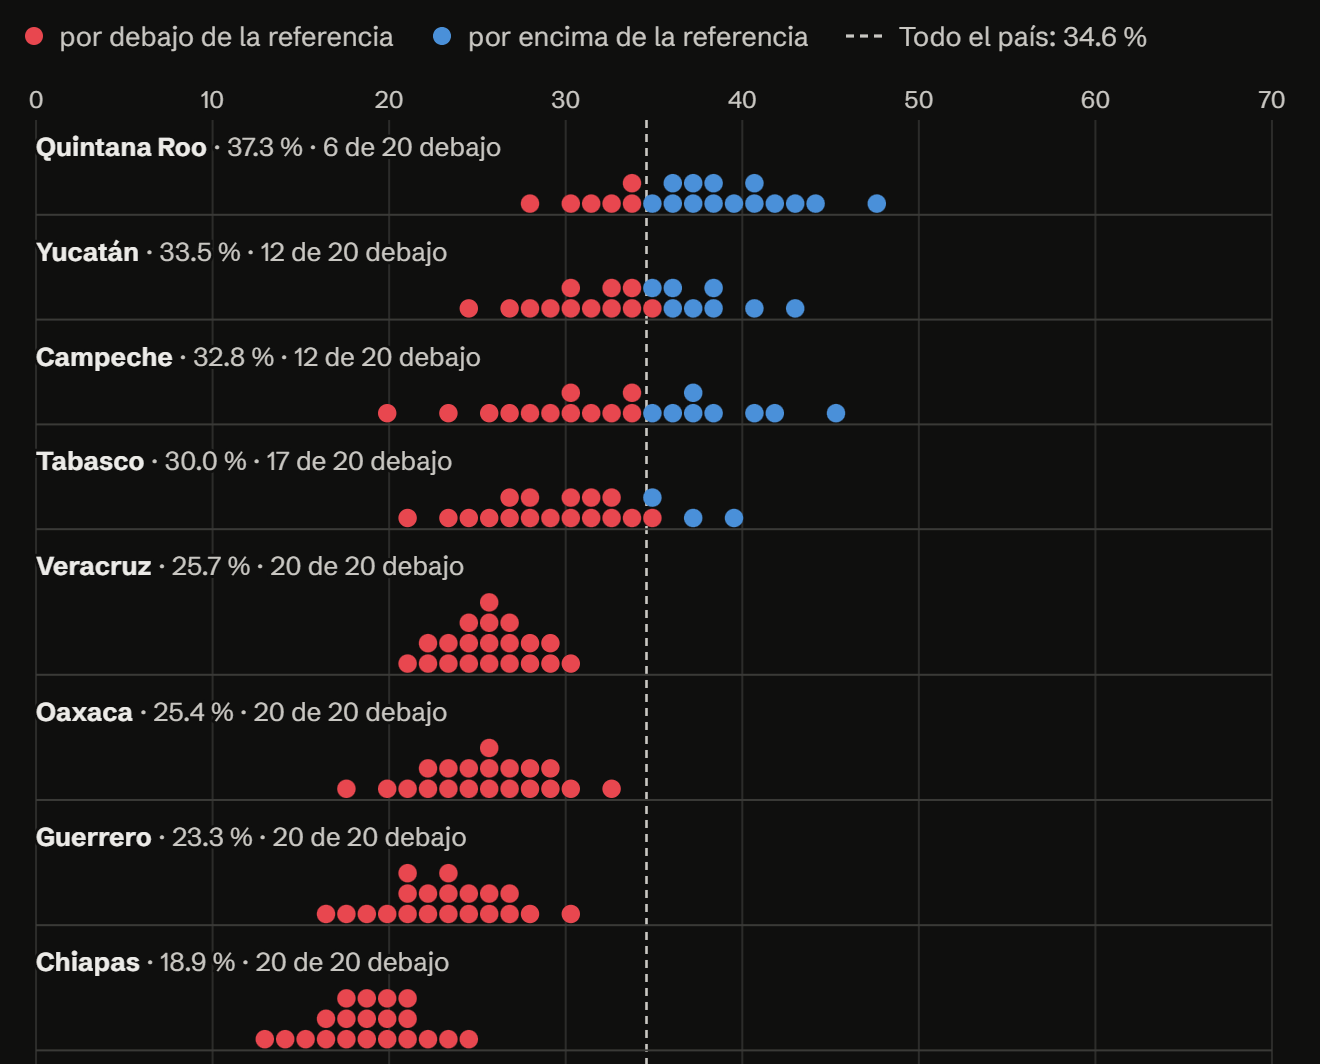 por debajo de la referencia por encima de la referencia Todo el país: 34.6 %
0 10 20 30 40 50 60 70
Quintana Roo · 37.3 % · 6 de 20 debajo
Yucatán · 33.5 % · 12 de 20 debajo
Campeche · 32.8 % · 12 de 20 debajo
Tabasco · 30.0 % · 17 de 20 debajo
Veracruz · 25.7 % · 20 de 20 debajo
Oaxaca · 25.4 % · 20 de 20 debajo
Guerrero · 23.3 % · 20 de 20 debajo
Chiapas · 18.9 % · 20 de 20 debajo